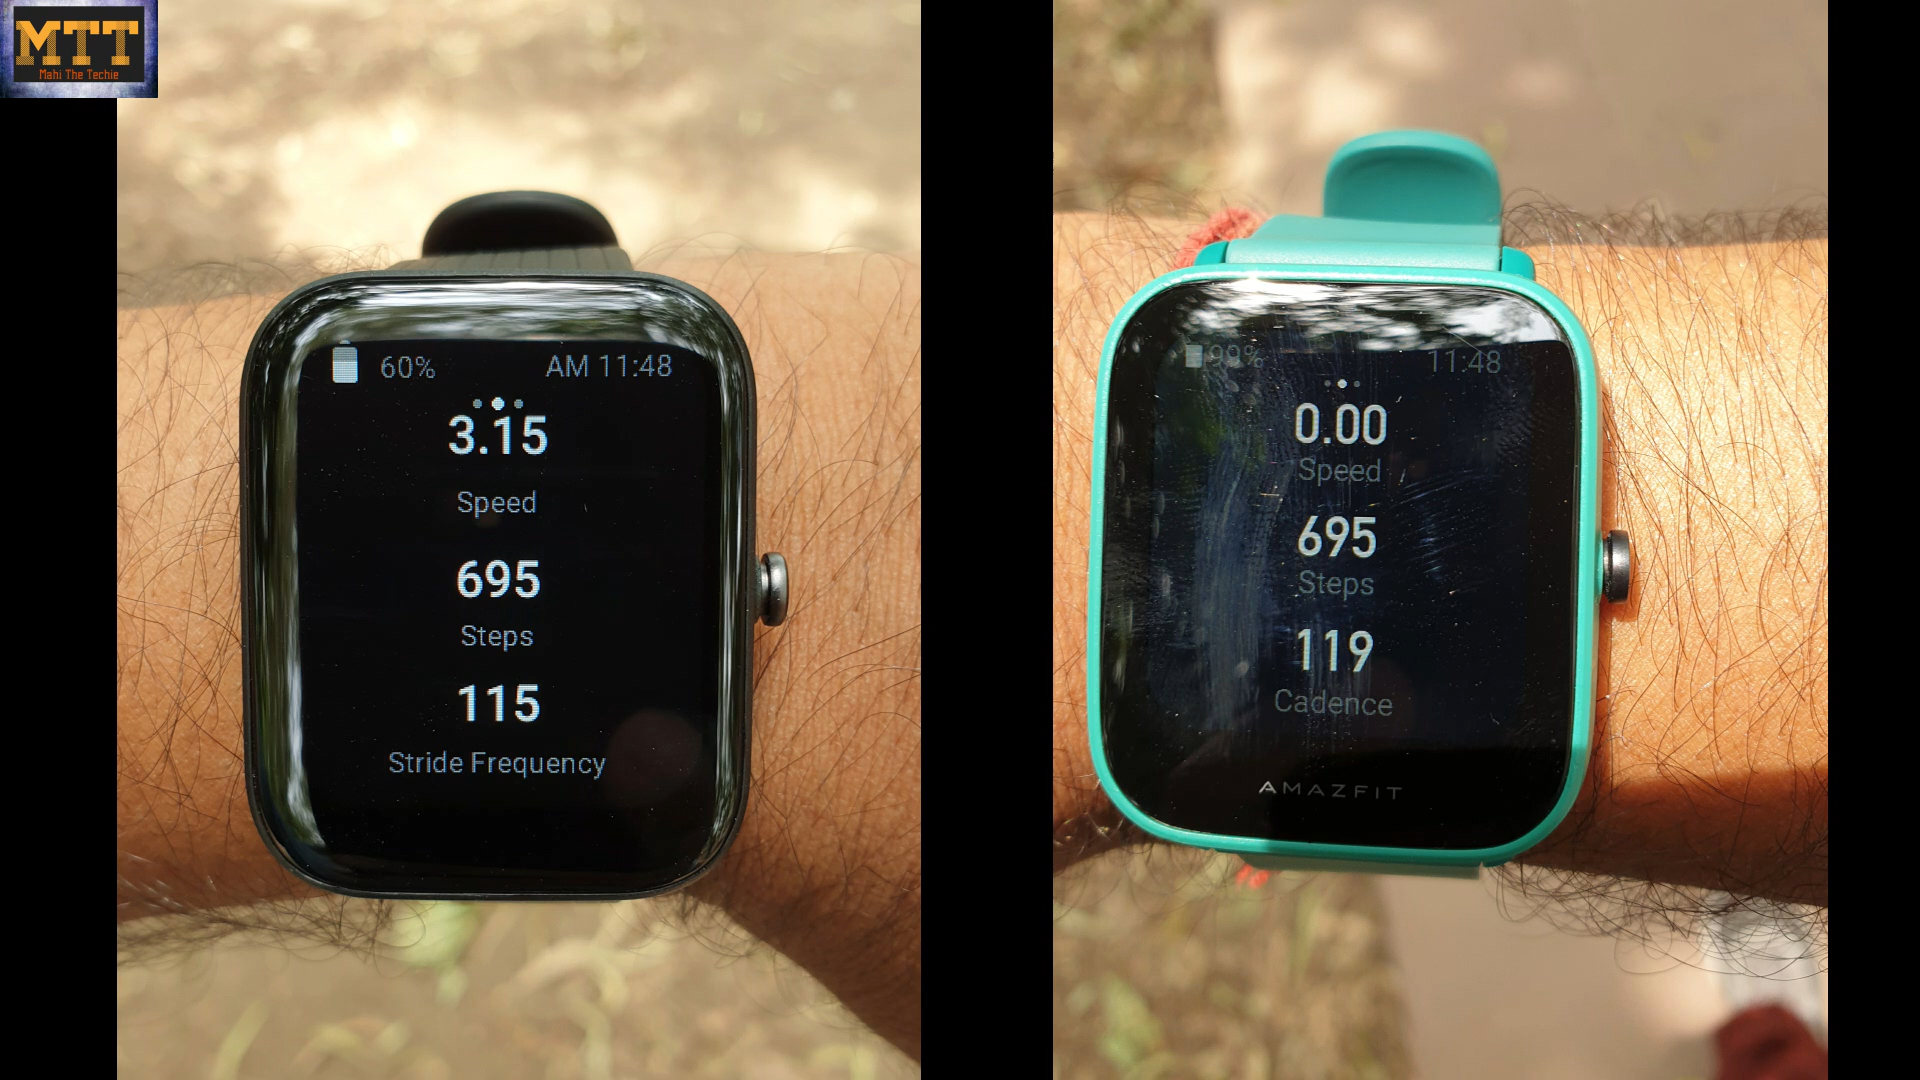 MTT
Mahi The Techie
60% AM 11:48
3.15
Speed
695
Steps
115
Stride Frequency
99% 11:48
0.00
Speed
695
Steps
119
Cadence
AMAZFIT